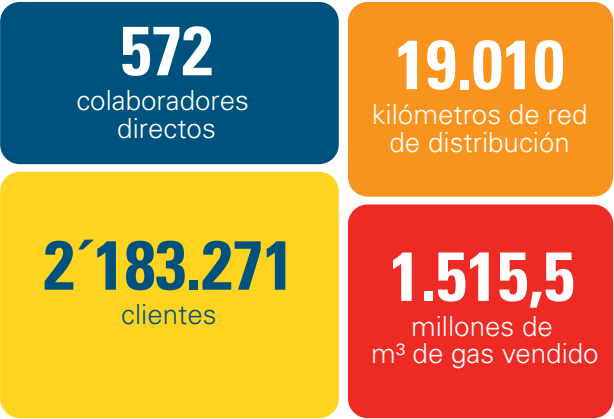 572
colaboradores
directos
19.010
kilómetros de red
de distribución
2´183.271
clientes
1.515,5
millones de
m³ de gas vendido